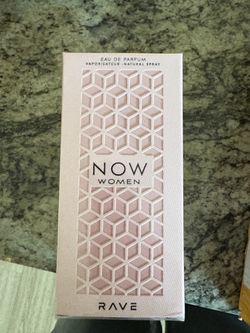 EAU DE PARFUM
VAPORISATEUR · NATURAL SPRAY
NOW
WOMEN
RAVE